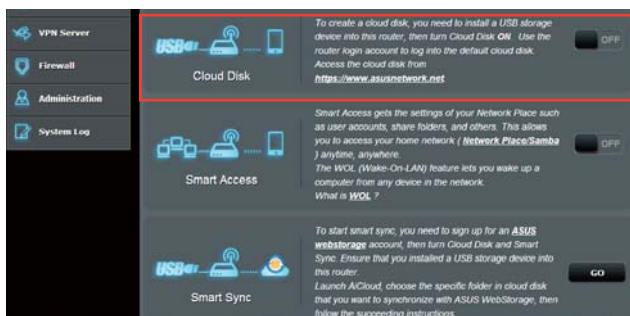 VPN Server
Firewall
Administration
System Log
USB
Cloud Disk
To create a cloud disk, you need to install a USB storage
device into this router, then turn Cloud Disk ON. Use the
router login account to log into the default cloud disk.
Access the cloud disk from
https://www.asusnetwork.net
OFF
Smart Access
Smart Access gets the settings of your Network Place such
as user accounts, share folders, and others. This allows
you to access your home network ( Network Place/Samba
) anytime, anywhere.
The WOL (Wake-On-LAN) feature lets you wake up a
computer from any device in the network.
What is WOL ?
OFF
USB
Smart Sync
To start smart sync, you need to sign up for an ASUS
webstorage account, then turn Cloud Disk and Smart
Sync. Ensure that you installed a USB storage device into
this router.
Launch AiCloud, choose the specific folder in cloud disk
that you want to synchronize with ASUS WebStorage, then
follow the succeeding instructions.
GO